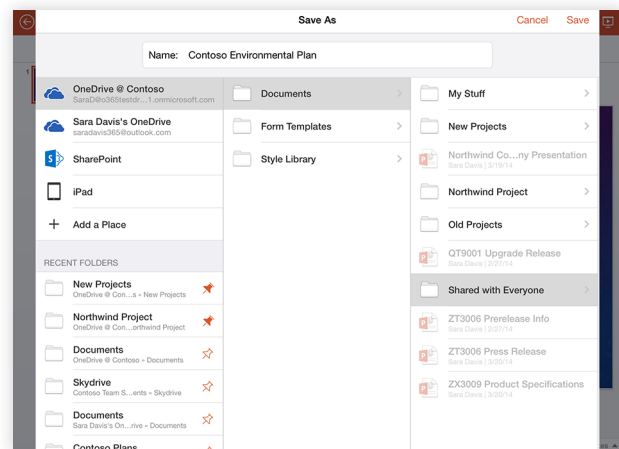 Save As
Cancel
Save
Name: Contoso Environmental Plan
OneDrive @ Contoso
SaraD@o365testdr...1.onmicrosoft.com
Sara Davis's OneDrive
saradavis365@outlook.com
SharePoint
iPad
Add a Place
RECENT FOLDERS
New Projects
OneDrive @ Con...s » New Projects
Northwind Project
OneDrive @ Con...orthwind Project
Documents
OneDrive @ Contoso » Documents
Skydrive
Contoso Team S...ents » Skydrive
Documents
Sara Davis's On...rive » Documents
Contoso Plans
Documents
Form Templates
Style Library
My Stuff
New Projects
Northwind Co...ny Presentation
Sara Davis | 3/19/14
Northwind Project
Old Projects
QT9001 Upgrade Release
Sara Davis | 2/27/14
Shared with Everyone
ZT3006 Prerelease Info
Sara Davis | 2/27/14
ZT3006 Press Release
Sara Davis | 3/20/14
ZX3009 Product Specifications
Sara Davis | 3/20/14
1